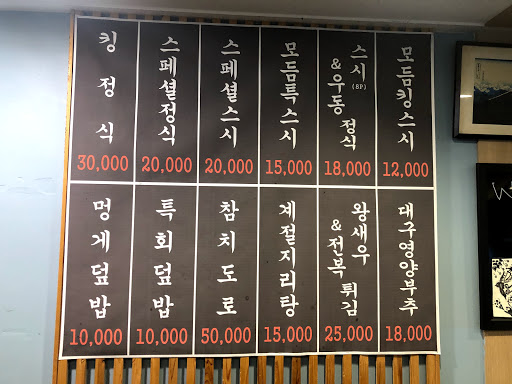 킹정식
30,000
스페셜정식
20,000
스페셜스시
20,000
모듬특스시
15,000
스시(8P)
&우동 정식
18,000
모듬킹스시
12,000
멍게덮밥
10,000
특회덮밥
10,000
참치도로
50,000
계절지리탕
15,000
왕새우
&전복 튀김
25,000
대구영양부추
18,000